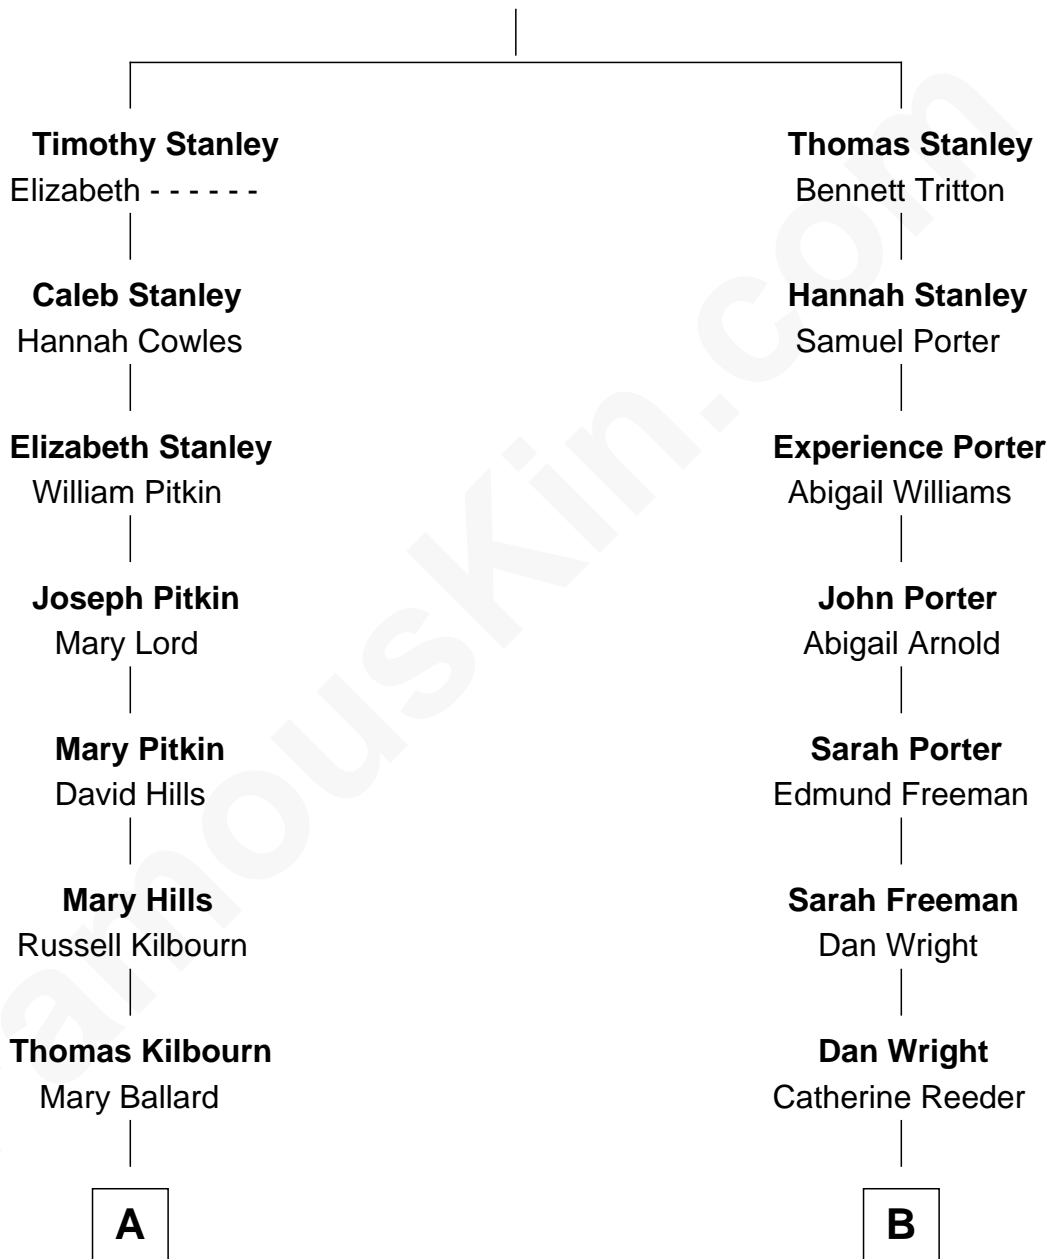 Timothy Stanley
Elizabeth - - - - - -
Caleb Stanley
Hannah Cowles
Elizabeth Stanley
William Pitkin
Joseph Pitkin
Mary Lord
Mary Pitkin
David Hills
Mary Hills
Russell Kilbourn
Thomas Kilbourn
Mary Ballard
A
Thomas Stanley
Bennett Tritton
Hannah Stanley
Samuel Porter
Experience Porter
Abigail Williams
John Porter
Abigail Arnold
Sarah Porter
Edmund Freeman
Sarah Freeman
Dan Wright
Dan Wright
Catherine Reeder
B
amousKin.com